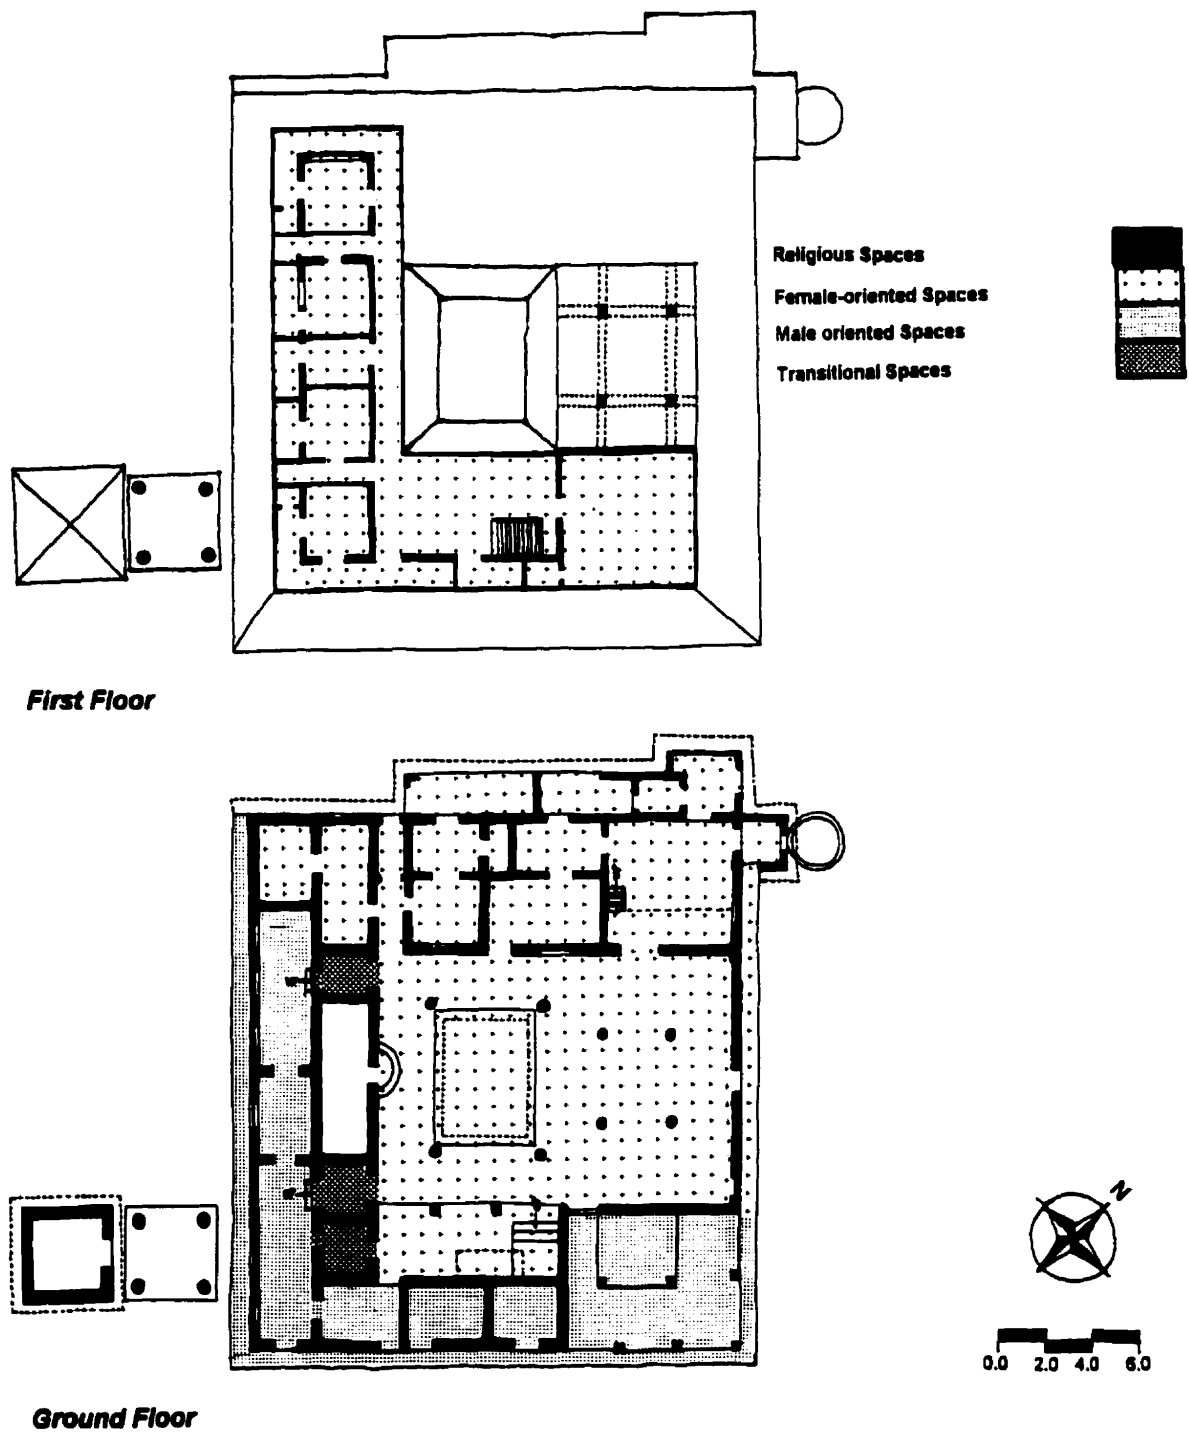 Religious Spaces
Female-oriented Spaces
Male oriented Spaces
Transitional Spaces
First Floor
N
0.0 2.0 4.0 6.0
Ground Floor